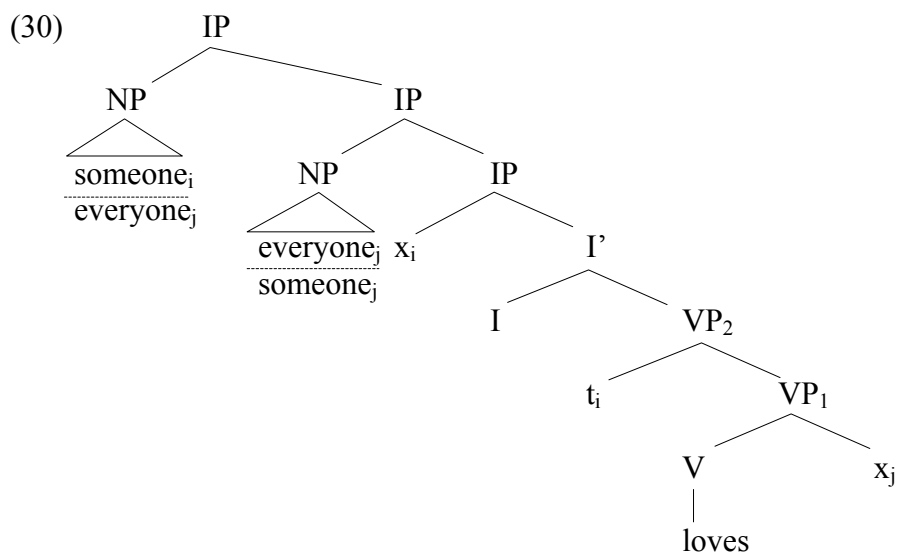 (30) IP
NP IP
someoneᵢ NP IP
everyoneⱼ
everyoneⱼ xᵢ I’
someoneⱼ
I VP₂
tᵢ VP₁
V xⱼ
loves